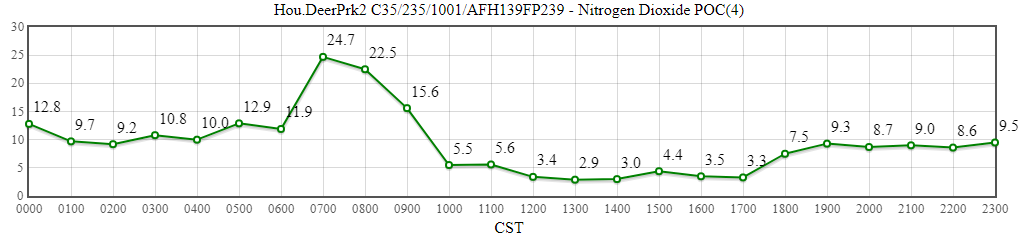 Hou.DeerPrk2 C35/235/1001/AFH139FP239 - Nitrogen Dioxide POC(4)
30
25
20
15
10
5
0
12.8 9.7 9.2 10.8 10.0 12.9 11.9 24.7 22.5 15.6 5.5 5.6 3.4 2.9 3.0 4.4 3.5 3.3 7.5 9.3 8.7 9.0 8.6 9.5
0000 0100 0200 0300 0400 0500 0600 0700 0800 0900 1000 1100 1200 1300 1400 1500 1600 1700 1800 1900 2000 2100 2200 2300
CST